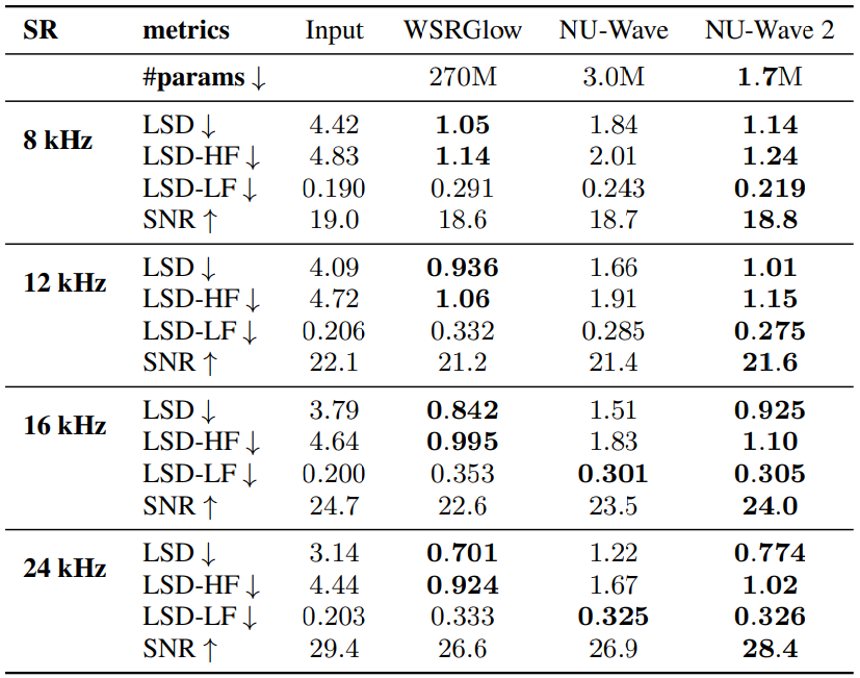 SR metrics Input WSRGlow NU-Wave NU-Wave 2
#params ↓ 270M 3.0M 1.7M
8 kHz
LSD ↓ 4.42 1.05 1.84 1.14
LSD-HF ↓ 4.83 1.14 2.01 1.24
LSD-LF ↓ 0.190 0.291 0.243 0.219
SNR ↑ 19.0 18.6 18.7 18.8
12 kHz
LSD ↓ 4.09 0.936 1.66 1.01
LSD-HF ↓ 4.72 1.06 1.91 1.15
LSD-LF ↓ 0.206 0.332 0.285 0.275
SNR ↑ 22.1 21.2 21.4 21.6
16 kHz
LSD ↓ 3.79 0.842 1.51 0.925
LSD-HF ↓ 4.64 0.995 1.83 1.10
LSD-LF ↓ 0.200 0.353 0.301 0.305
SNR ↑ 24.7 22.6 23.5 24.0
24 kHz
LSD ↓ 3.14 0.701 1.22 0.774
LSD-HF ↓ 4.44 0.924 1.67 1.02
LSD-LF ↓ 0.203 0.333 0.325 0.326
SNR ↑ 29.4 26.6 26.9 28.4